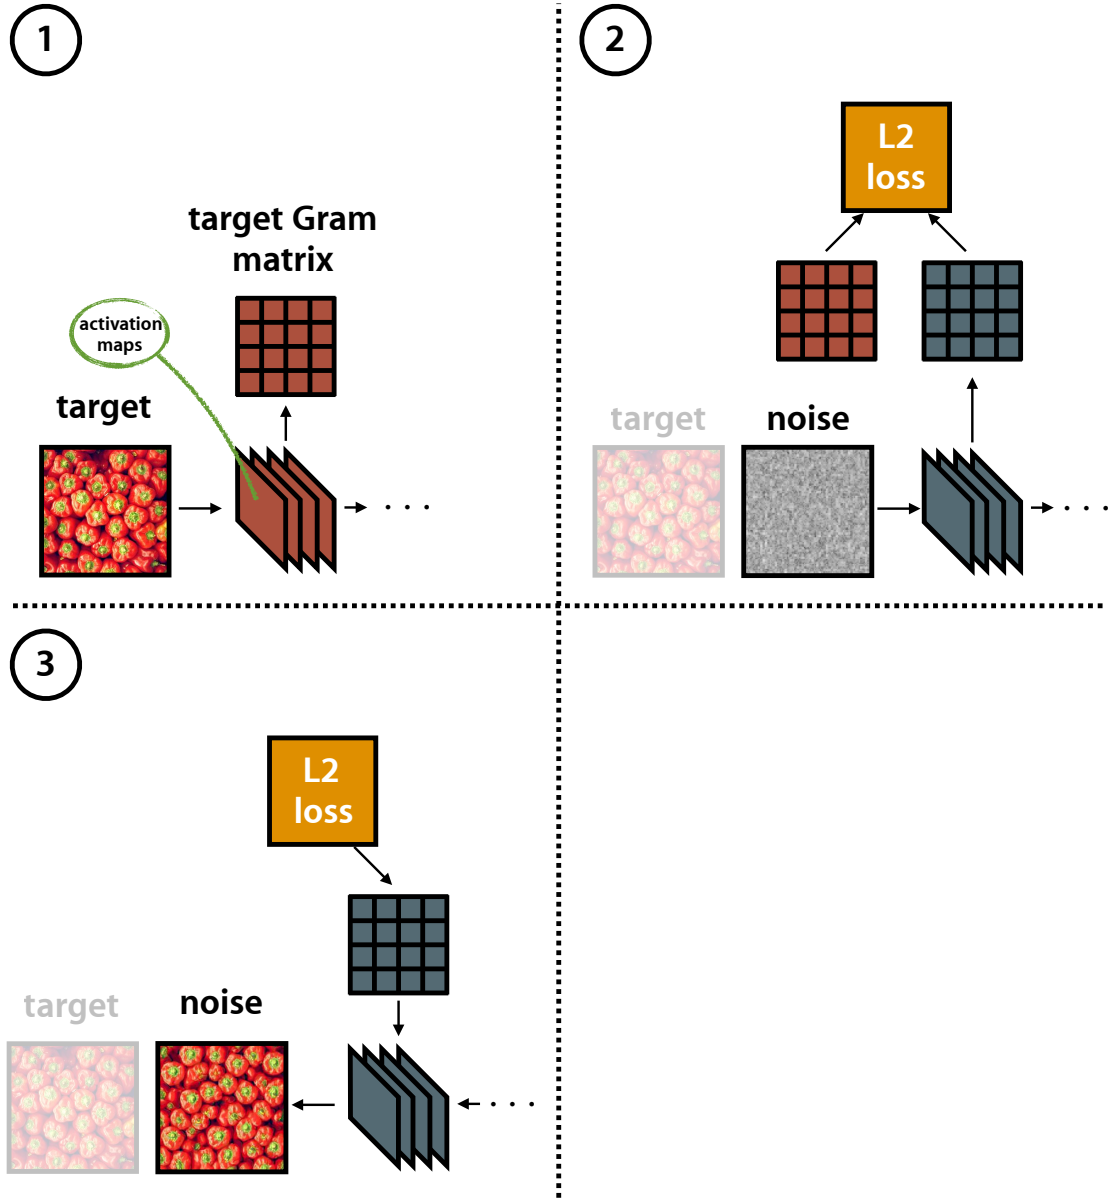 1
target Gram
matrix
activation
maps
target
. . .
2
L2
loss
target
noise
. . .
3
L2
loss
target
noise
. . .